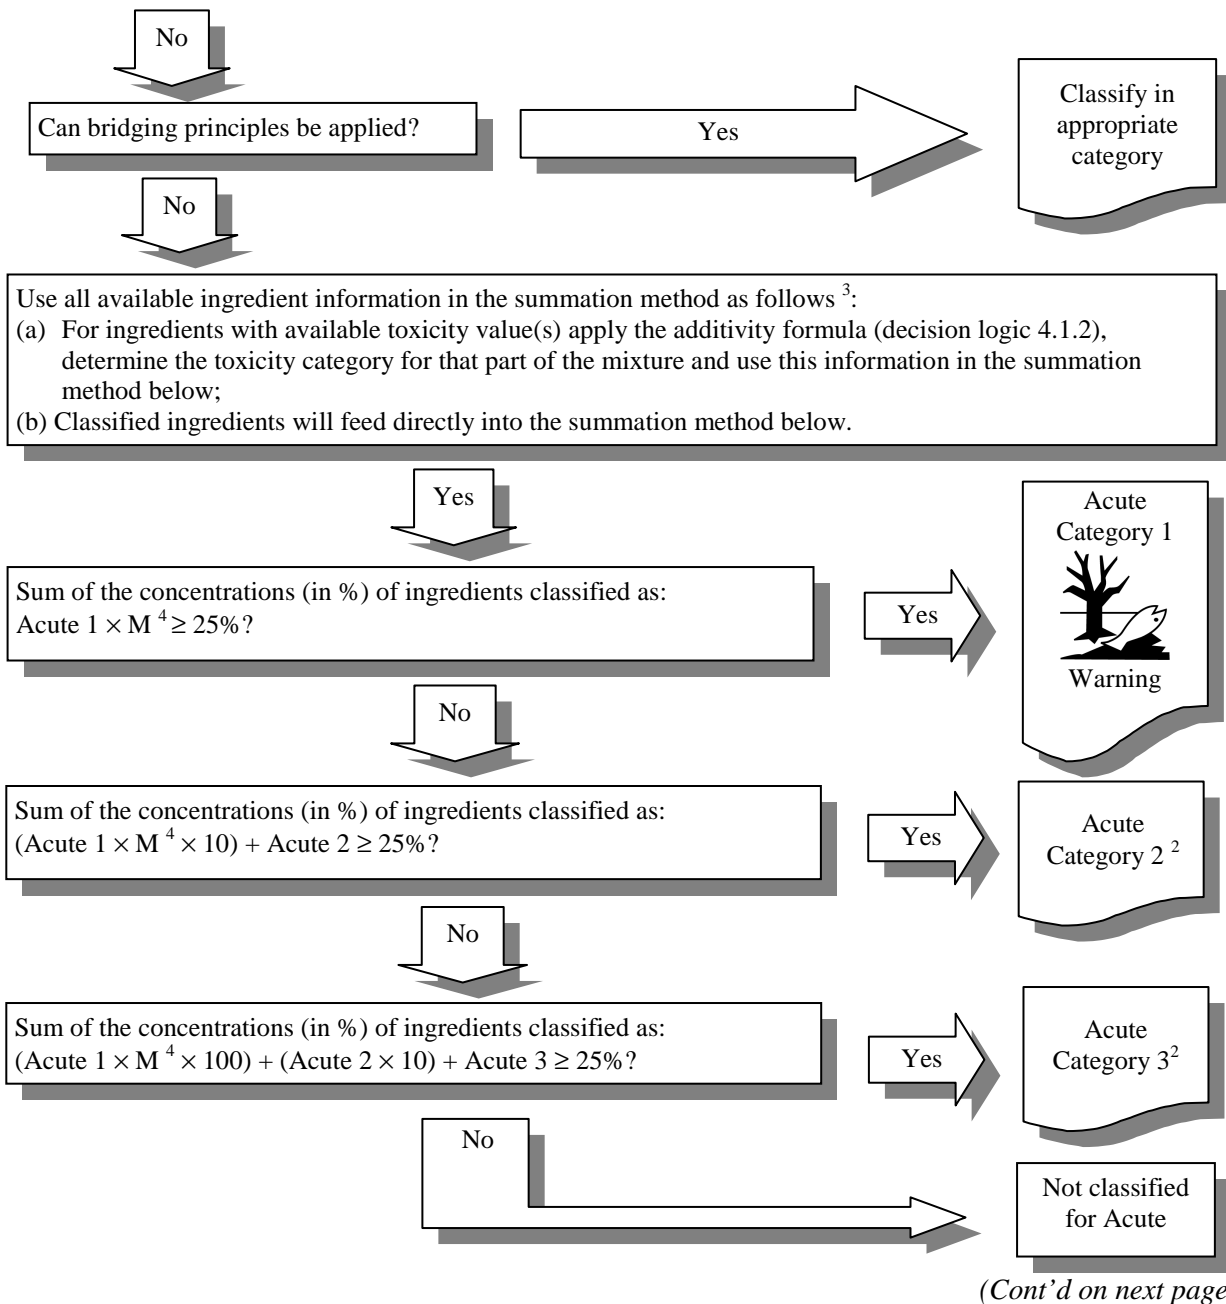 No
Can bridging principles be applied?
Yes
Classify in
appropriate
category
No
Use all available ingredient information in the summation method as follows ³:
(a) For ingredients with available toxicity value(s) apply the additivity formula (decision logic 4.1.2),
determine the toxicity category for that part of the mixture and use this information in the summation
method below;
(b) Classified ingredients will feed directly into the summation method below.
Yes
Sum of the concentrations (in %) of ingredients classified as:
Acute 1 × M ⁴ ≥ 25%?
Yes
Acute
Category 1
Warning
No
Sum of the concentrations (in %) of ingredients classified as:
(Acute 1 × M ⁴ × 10) + Acute 2 ≥ 25%?
Yes
Acute
Category 2 ²
No
Sum of the concentrations (in %) of ingredients classified as:
(Acute 1 × M ⁴ × 100) + (Acute 2 × 10) + Acute 3 ≥ 25%?
Yes
Acute
Category 3²
No
Not classified
for Acute
(Cont’d on next page